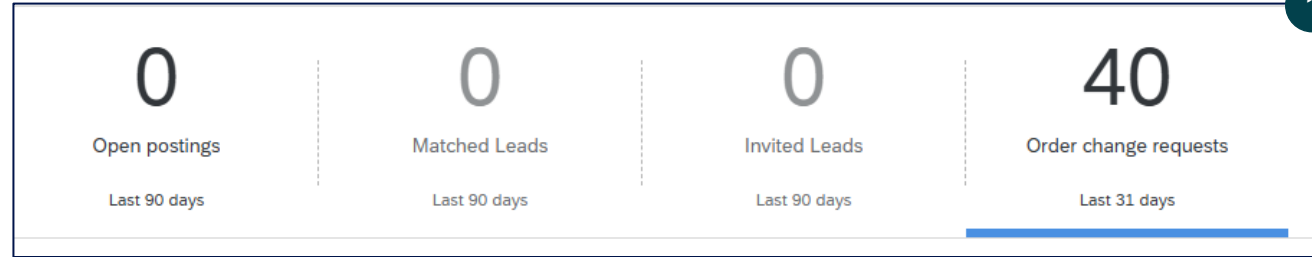 0
Open postings
Last 90 days
0
Matched Leads
Last 90 days
0
Invited Leads
Last 90 days
40
Order change requests
Last 31 days